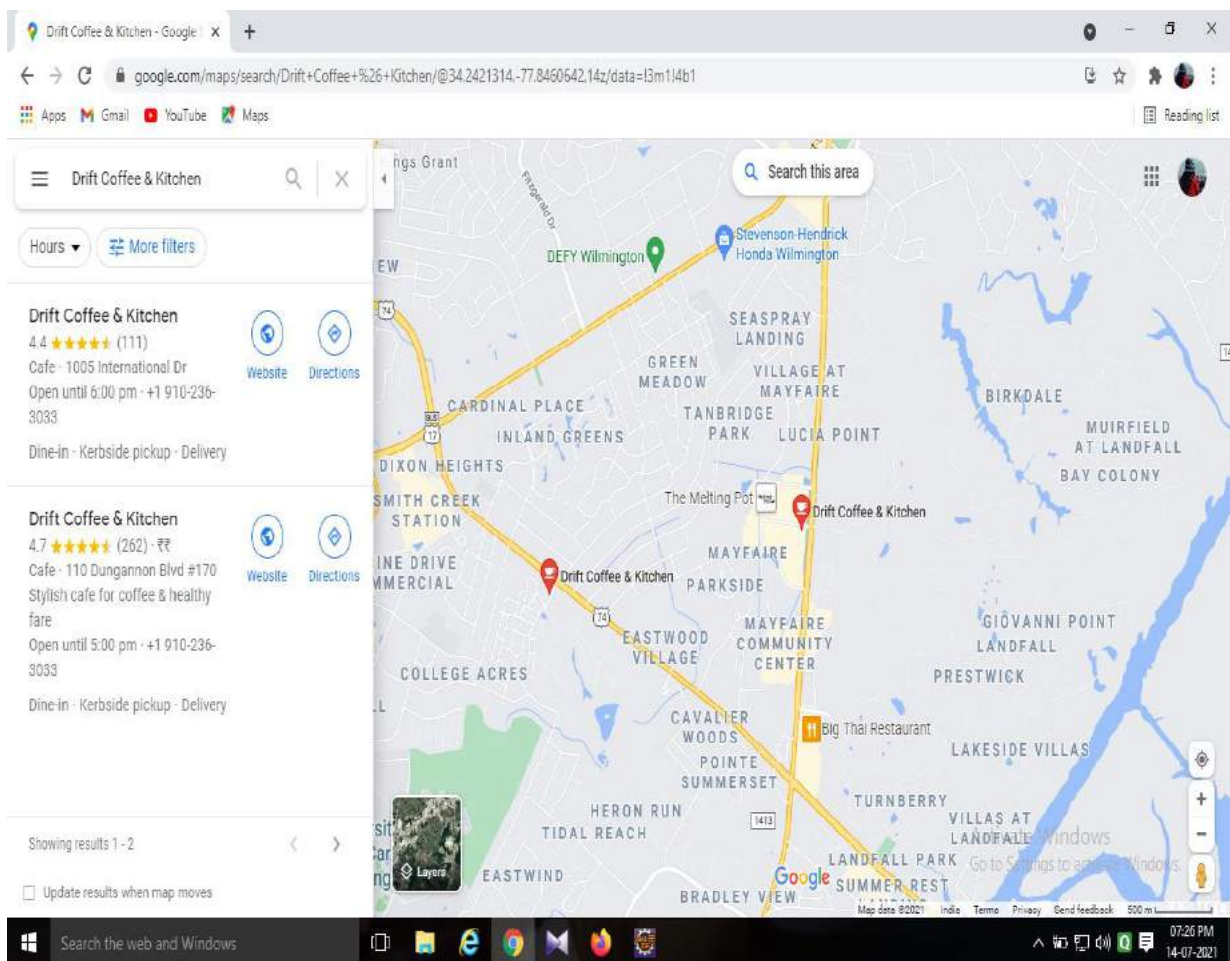 Drift Coffee & Kitchen - Google
google.com/maps/search/Drift+Coffee+%26+Kitchen/@34.2421314,-77.8460642,14z/data=!3m1!4b1
Apps Gmail YouTube Maps
Reading list
Drift Coffee & Kitchen
Hours
More filters
Drift Coffee & Kitchen
4.4 (111)
Cafe · 1005 International Dr
Open until 6:00 pm · +1 910-236-
3033
Dine-in · Kerbside pickup · Delivery
Website
Directions
Drift Coffee & Kitchen
4.7 (262) · ₹₹
Cafe · 110 Dungannon Blvd #170
Stylish cafe for coffee & healthy
fare
Open until 5:00 pm · +1 910-236-
3033
Dine-in · Kerbside pickup · Delivery
Website
Directions
Showing results 1 - 2
Update results when map moves
Search this area
ngs Grant
Fitzgerald Dr
DEFY Wilmington
Stevenson-Hendrick
Honda Wilmington
EW
74
SEASPRAY
LANDING
GREEN
MEADOW
VILLAGE AT
MAYFAIRE
BIRKDALE
CARDINAL PLACE
TANBRIDGE
PARK
LUCIA POINT
MUIRFIELD
AT LANDFALL
BUS
17
INLAND GREENS
BAY COLONY
DIXON HEIGHTS
SMITH CREEK
STATION
The Melting Pot
Drift Coffee & Kitchen
MAYFAIRE
INE DRIVE
MMERCIAL
Drift Coffee & Kitchen
PARKSIDE
74
EASTWOOD
VILLAGE
MAYFAIRE
COMMUNITY
CENTER
GIOVANNI POINT
LANDFALL
COLLEGE ACRES
PRESTWICK
L
CAVALIER
WOODS
Big Thai Restaurant
POINTE
SUMMERSET
LAKESIDE VILLAS
HERON RUN
TIDAL REACH
1413
TURNBERRY
VILLAS AT
LANDFALL
Activate Windows
Go to Settings to activate Windows.
LANDFALL PARK
SUMMER REST
EASTWIND
BRADLEY VIEW
Layers
Google
Map data ©2021 India Terms Privacy Send feedback 500 m
Search the web and Windows
07:26 PM
14-07-2021